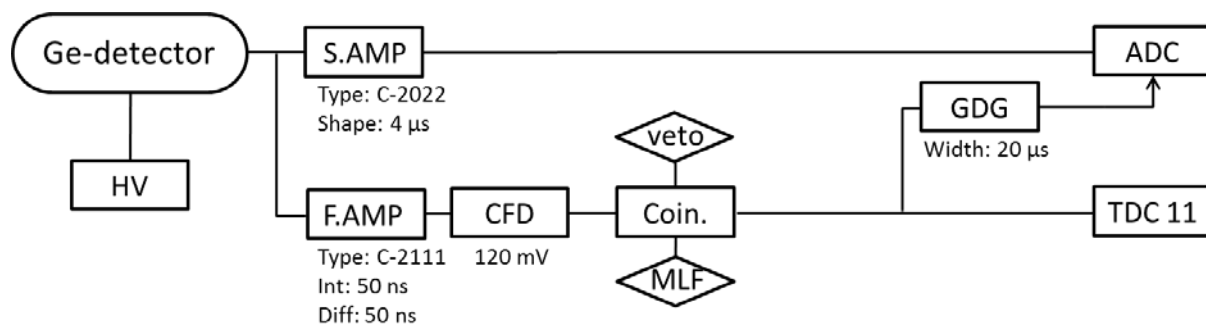 Ge-detector
S.AMP
ADC
Type: C-2022
Shape: 4 μs
GDG
Width: 20 μs
veto
HV
F.AMP
CFD
Coin.
TDC 11
Type: C-2111
120 mV
Int: 50 ns
Diff: 50 ns
MLF